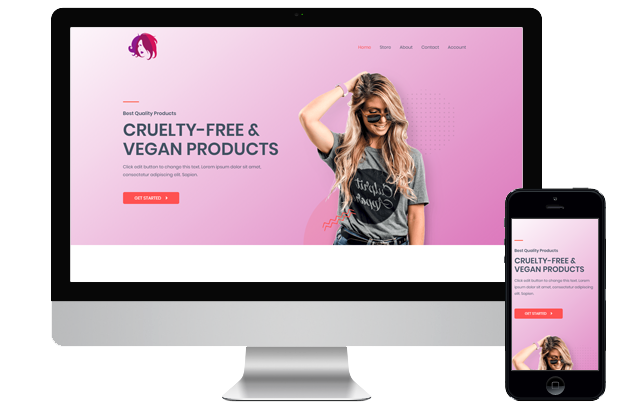 Home Store About Contact Account
Best Quality Products
CRUELTY-FREE &
VEGAN PRODUCTS
Click edit button to change this text. Lorem ipsum dolor sit amet,
consectetur adipiscing elit. Sapien
GET STARTED
Best Quality Products
CRUELTY-FREE &
VEGAN PRODUCTS
Click edit button to change this text. Lorem
ipsum dolor sit amet, consectetur adipiscing
elit. Sapien
GET STARTED